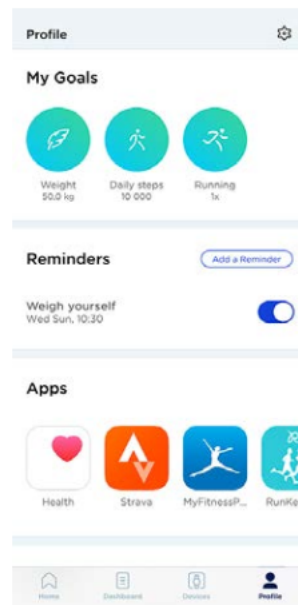 Profile
My Goals
Weight
50.0 kg
Daily steps
10 000
Running
1x
Reminders
Add a Reminder
Weigh yourself
Wed Sun, 10:30
Apps
Health
Strava
MyFitnessP...
RunKe
Home
Dashboard
Devices
Profile